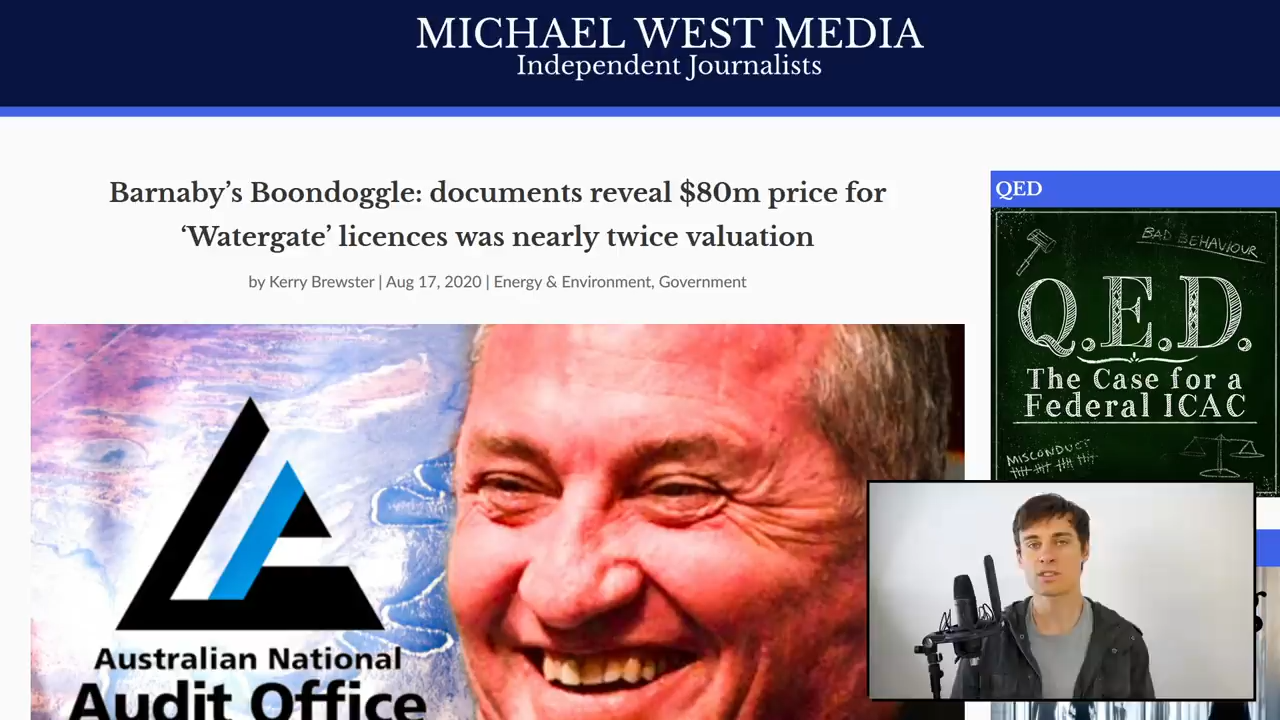 MICHAEL WEST MEDIA
Independent Journalists
Barnaby’s Boondoggle: documents reveal $80m price for
‘Watergate’ licences was nearly twice valuation
by Kerry Brewster | Aug 17, 2020 | Energy & Environment, Government
QED
BAD BEHAVIOUR
Q.E.D.
The Case for a
Federal ICAC
MISCONDUCT
Australian National
Audit Office